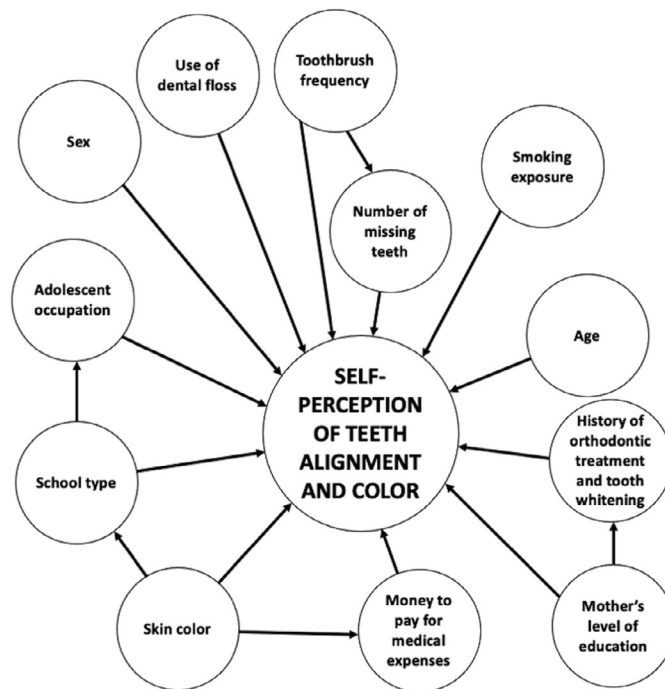 Use of
dental floss
Toothbrush
frequency
Sex
Smoking
exposure
Number of
missing
teeth
Adolescent
occupation
Age
SELF-
PERCEPTION
OF TEETH
ALIGNMENT
AND COLOR
History of
orthodontic
treatment
and tooth
whitening
School type
Skin color
Money to
pay for
medical
expenses
Mother’s
level of
education